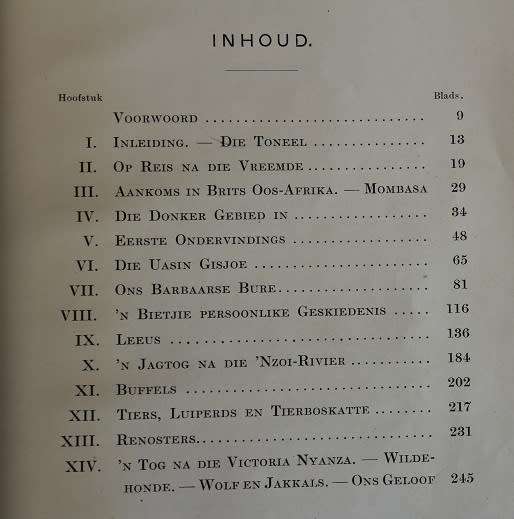 INHOUD.
Hoofstuk Blads.
VOORWOORD ........................... 9
I. INLEIDING. — DIE TONEEL .............. 13
II. OP REIS NA DIE VREEMDE ............... 19
III. AANKOMS IN BRITS OOS-AFRIKA. — MOMBASA 29
IV. DIE DONKER GEBIED IN ................. 34
V. EERSTE ONDERVINDINGS ................. 48
VI. DIE UASIN GISJOE ...................... 65
VII. ONS BARBAARSE BURE ................... 81
VIII. 'N BIETJIE PERSOONLIKE GESKIEDENIS ..... 116
IX. LEEUS ................................ 136
X. 'N JAGTOG NA DIE 'NZOI-RIVIER ........... 184
XI. BUFFELS ............................... 202
XII. TIERS, LUIPERDS EN TIERBOSKATTE ........ 217
XIII. RENOSTERS ............................. 231
XIV. 'N TOG NA DIE VICTORIA NYANZA. — WILDE-
HONDE. — WOLF EN JAKKALS. — ONS GELOOF 245